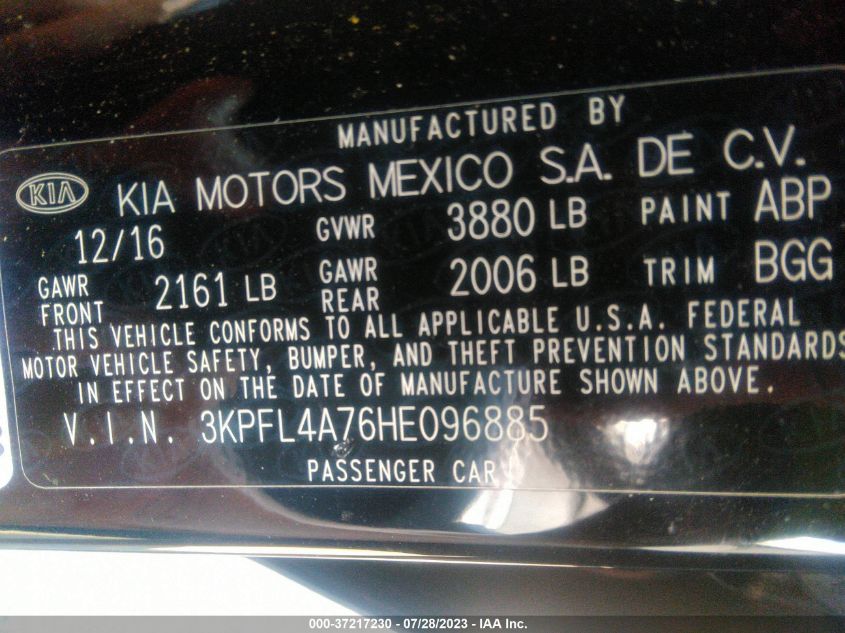 MANUFACTURED BY
KIA KIA MOTORS MEXICO S.A. DE C.V.
12/16 GVWR 3880 LB PAINT ABP
GAWR FRONT 2161 LB GAWR REAR 2006 LB TRIM BGG
THIS VEHICLE CONFORMS TO ALL APPLICABLE U.S.A. FEDERAL
MOTOR VEHICLE SAFETY, BUMPER, AND THEFT PREVENTION STANDARDS
IN EFFECT ON THE DATE OF MANUFACTURE SHOWN ABOVE.
V.I.N. 3KPFL4A76HE096885
PASSENGER CAR
000-37217230 - 07/28/2023 - IAA Inc.